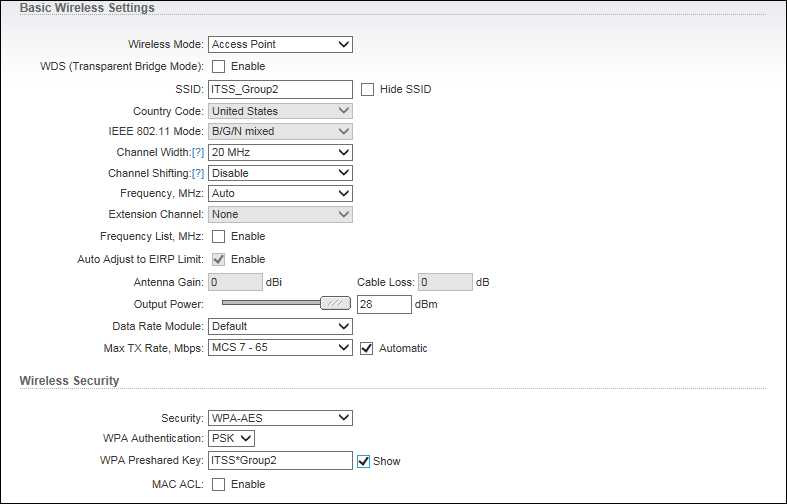 Basic Wireless Settings
Wireless Mode: Access Point
WDS (Transparent Bridge Mode): Enable
SSID: ITSS_Group2 Hide SSID
Country Code: United States
IEEE 802.11 Mode: B/G/N mixed
Channel Width:[?] 20 MHz
Channel Shifting:[?] Disable
Frequency, MHz: Auto
Extension Channel: None
Frequency List, MHz: Enable
Auto Adjust to EIRP Limit: Enable
Antenna Gain: 0 dBi Cable Loss: 0 dB
Output Power: 28 dBm
Data Rate Module: Default
Max TX Rate, Mbps: MCS 7 - 65 Automatic
Wireless Security
Security: WPA-AES
WPA Authentication: PSK
WPA Preshared Key: ITSS*Group2 Show
MAC ACL: Enable